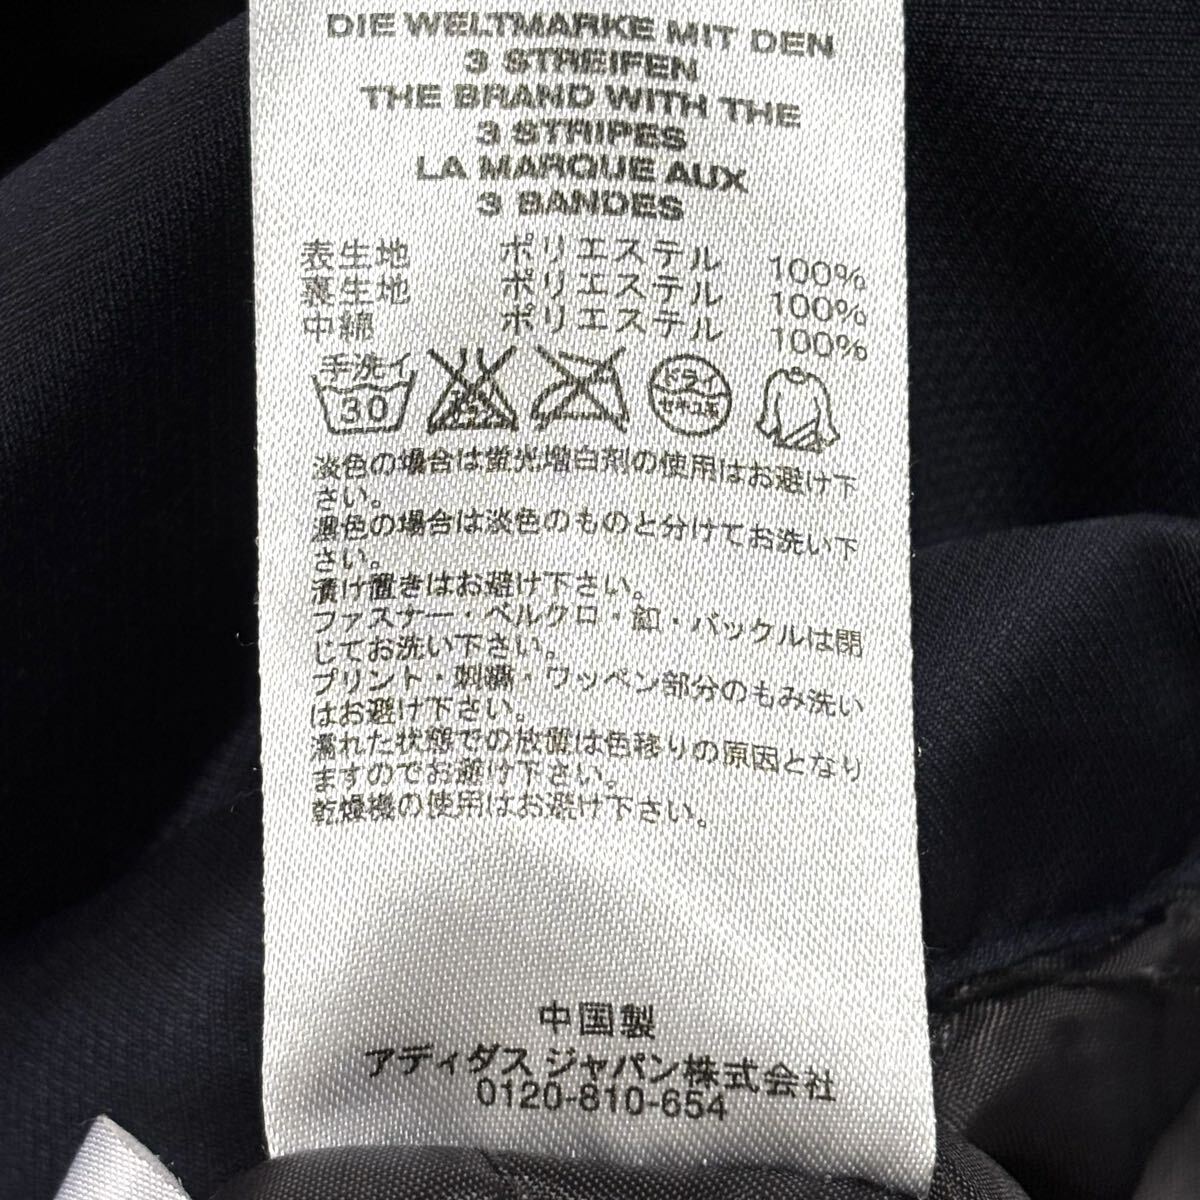 DIE WELTMARKE MIT DEN
3 STREIFEN
THE BRAND WITH THE
3 STRIPES
LA MARQUE AUX
3 BANDES
表生地 ポリエステル 100%
裏生地 ポリエステル 100%
中綿 ポリエステル 100%
手洗イ
30
ドライ
セキユ系
淡色の場合は蛍光増白剤の使用はお避け下
さい。
濃色の場合は淡色のものと分けてお洗い下
さい。
漬け置きはお避け下さい。
ファスナー・ベルクロ・釦・バックルは閉
じてお洗い下さい。
プリント・刺繍・ワッペン部分のもみ洗い
はお避け下さい。
濡れた状態での放置は色移りの原因となり
ますのでお避け下さい。
乾燥機の使用はお避け下さい。
中国製
アディダス ジャパン株式会社
0120-810-654